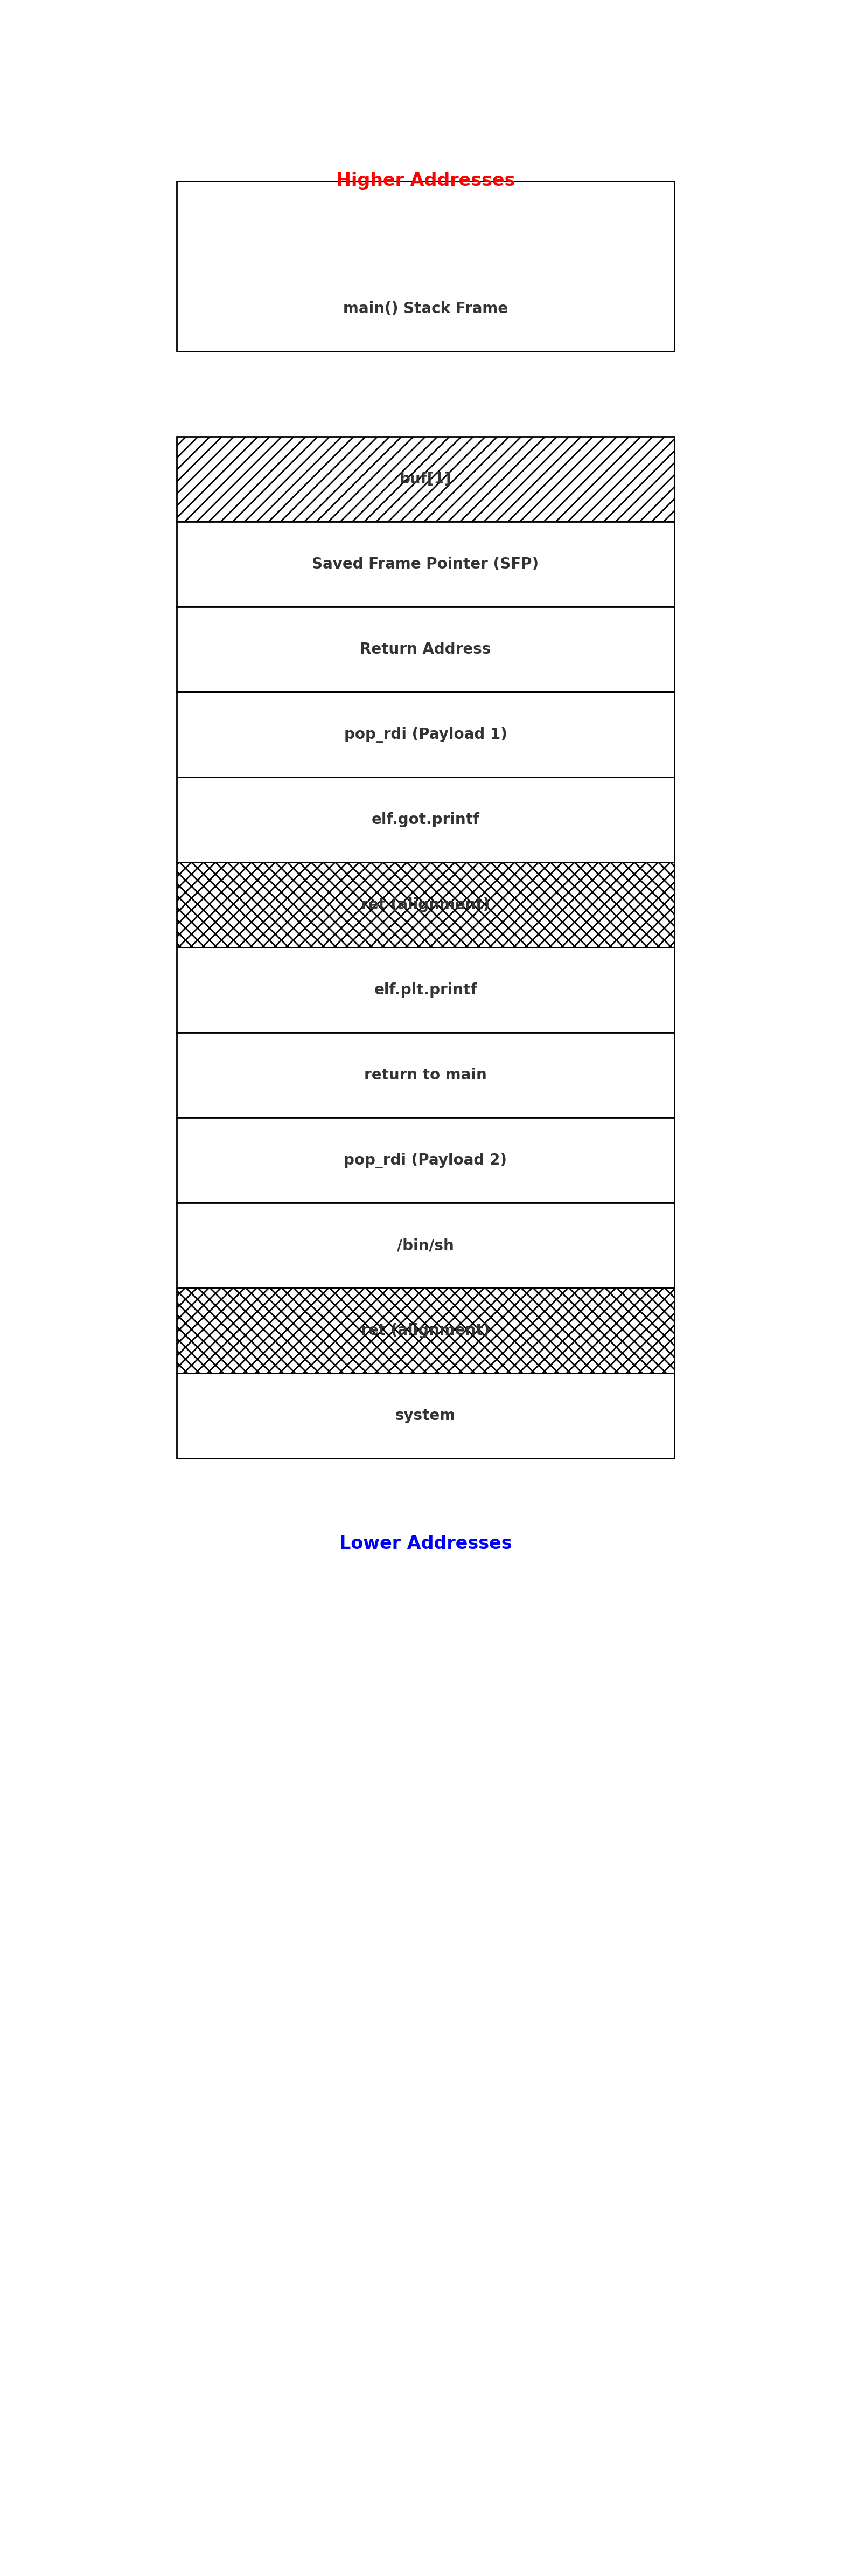 Higher Addresses
main() Stack Frame
buf[1]
Saved Frame Pointer (SFP)
Return Address
pop_rdi (Payload 1)
elf.got.printf
ret (alignment)
elf.plt.printf
return to main
pop_rdi (Payload 2)
/bin/sh
ret (alignment)
system
Lower Addresses